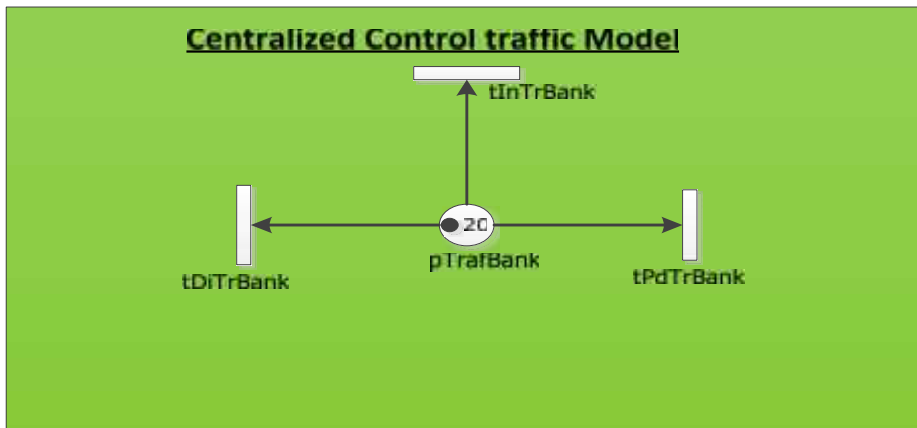 Centralized Control traffic Model
tInTrBank
20
pTrafBank
tDiTrBank
tPdTrBank